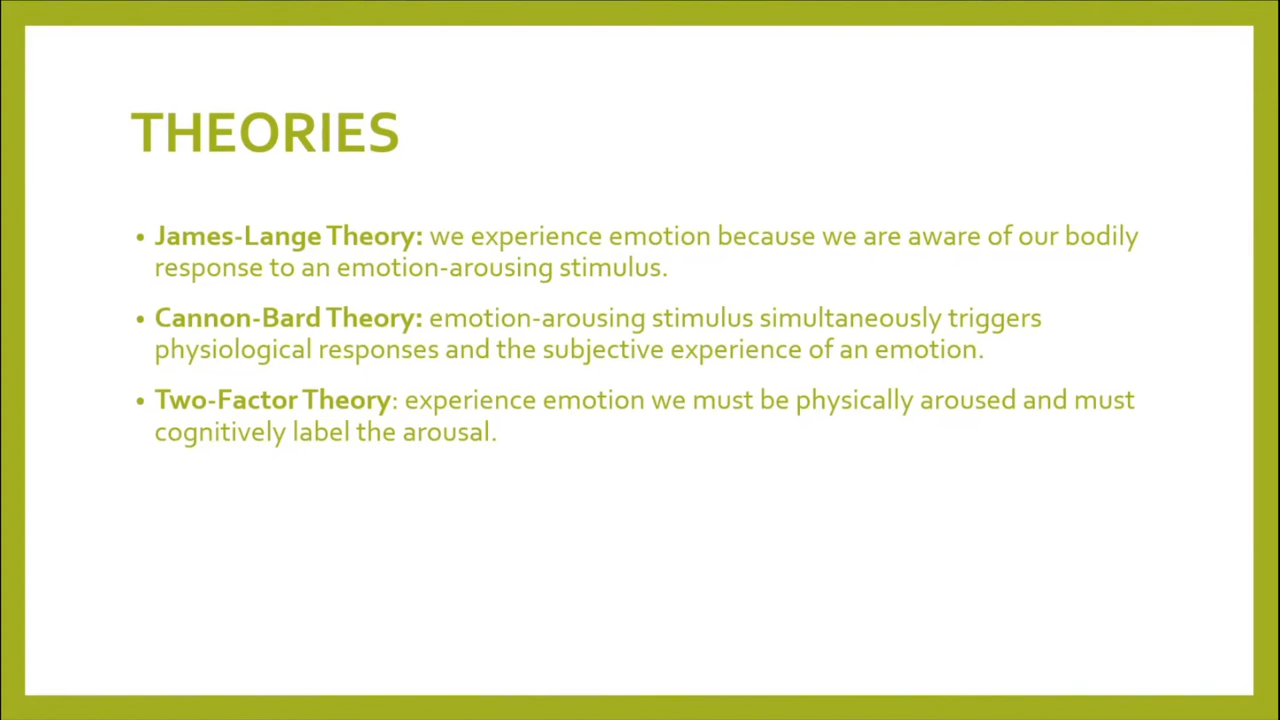 THEORIES
• James-Lange Theory: we experience emotion because we are aware of our bodily
response to an emotion-arousing stimulus.
• Cannon-Bard Theory: emotion-arousing stimulus simultaneously triggers
physiological responses and the subjective experience of an emotion.
• Two-Factor Theory: experience emotion we must be physically aroused and must
cognitively label the arousal.